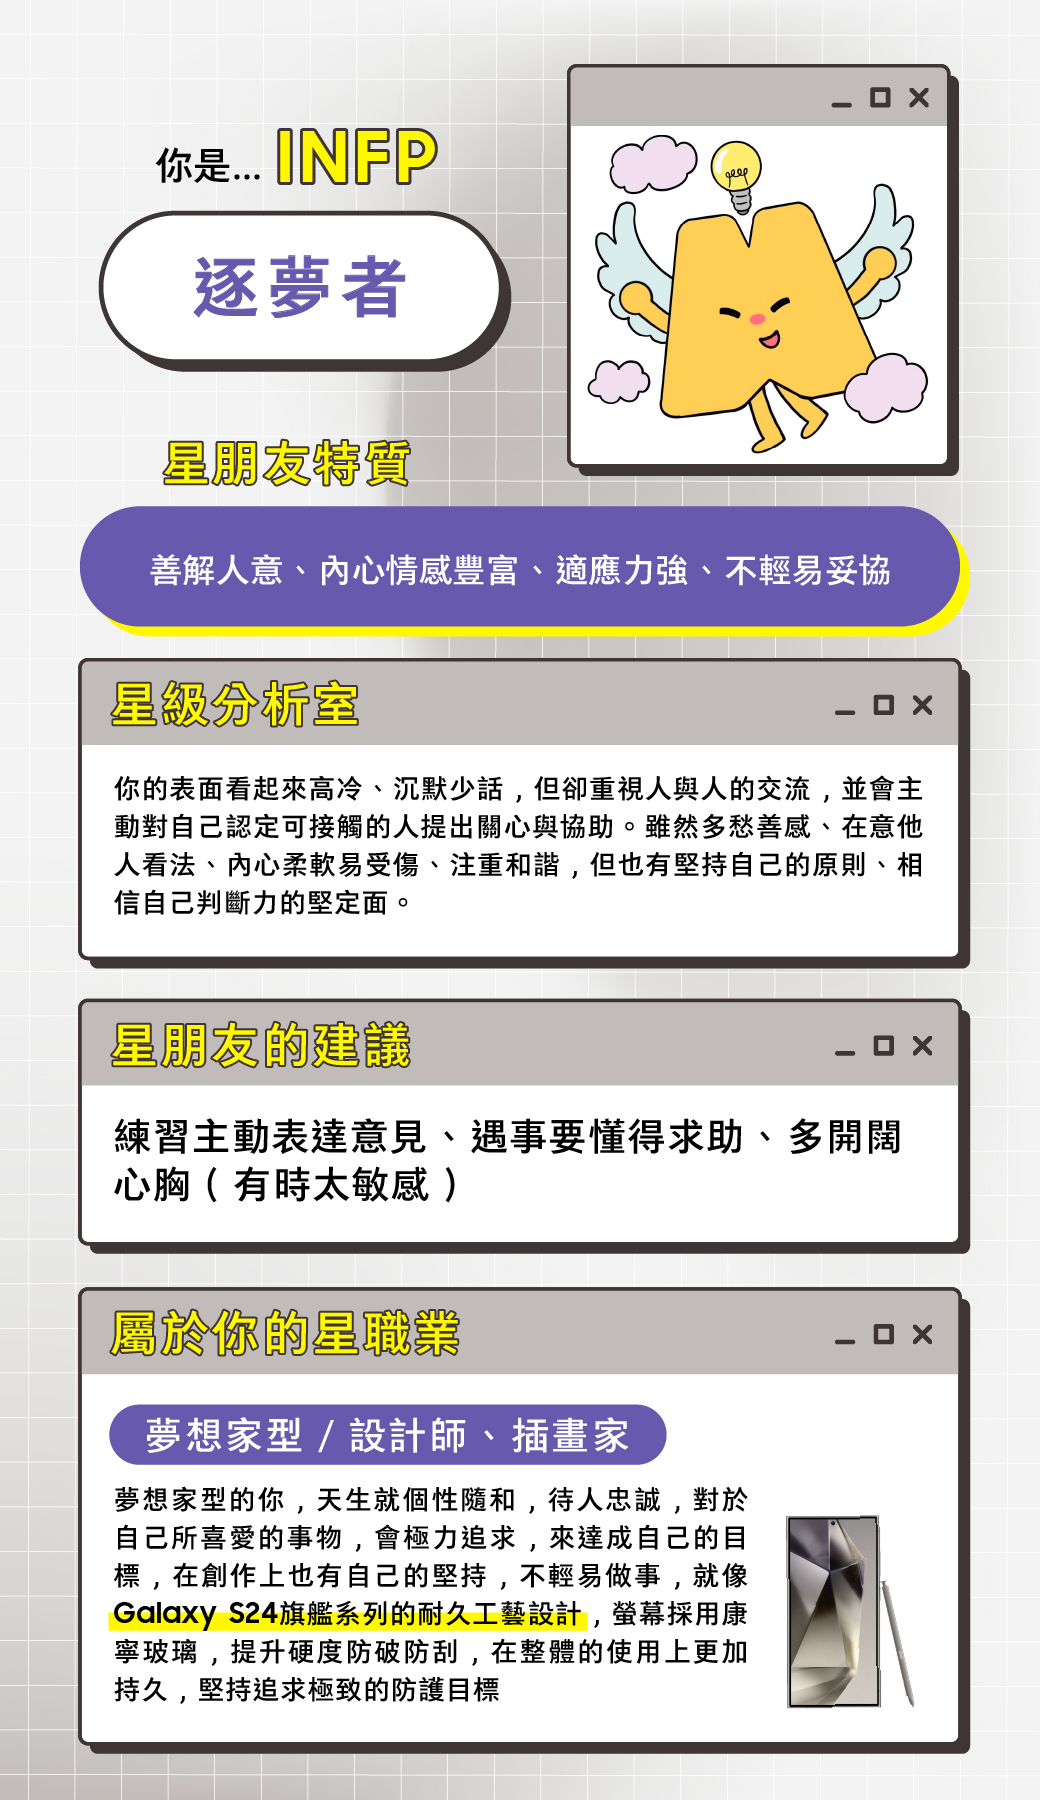 你是... INFP
逐夢者
星朋友特質
善解人意、內心情感豐富、適應力強、不輕易妥協
星級分析室
你的表面看起來高冷、沉默少話，但卻重視人與人的交流，並會主
動對自己認定可接觸的人提出關心與協助。雖然多愁善感、在意他
人看法、內心柔軟易受傷、注重和諧，但也有堅持自己的原則、相
信自己判斷力的堅定面。
星朋友的建議
練習主動表達意見、遇事要懂得求助、多開闊
心胸（有時太敏感）
屬於你的星職業
夢想家型 / 設計師、插畫家
夢想家型的你，天生就個性隨和，待人忠誠，對於
自己所喜愛的事物，會極力追求，來達成自己的目
標，在創作上也有自己的堅持，不輕易做事，就像
Galaxy S24旗艦系列的耐久工藝設計，螢幕採用康
寧玻璃，提升硬度防破防刮，在整體的使用上更加
持久，堅持追求極致的防護目標